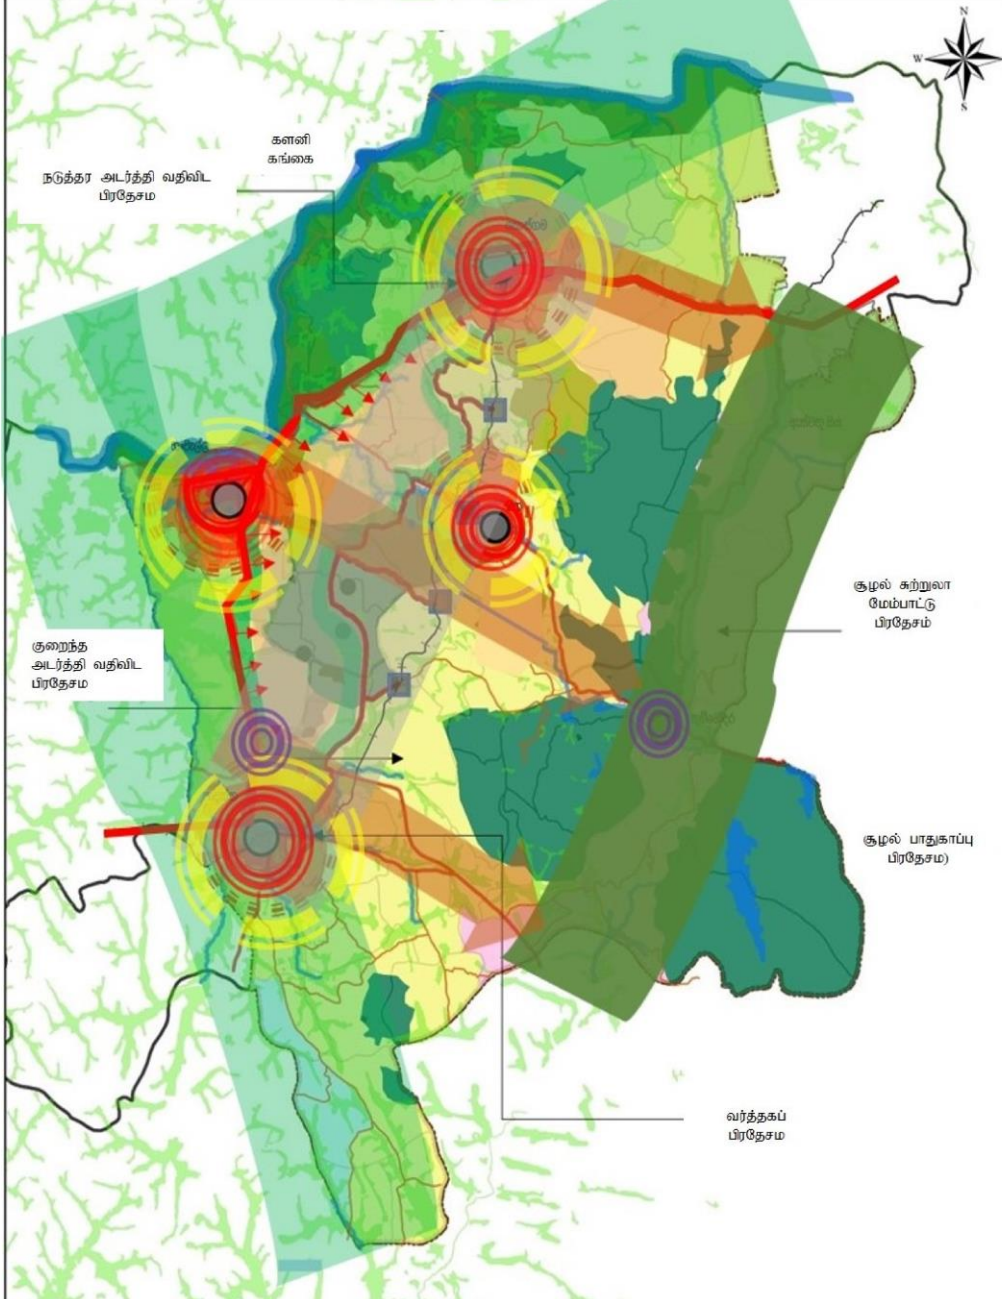 N
W
S
களனி
கங்கை
நடுத்தர அடர்த்தி வதிவிட
பிரதேசம
சூழல் சுற்றுலா
மேம்பாட்டு
பிரதேசம்
குறைந்த
அடர்த்தி வதிவிட
பிரதேசம
சூழல் பாதுகாப்பு
பிரதேசம)
வர்த்தகப்
பிரதேசம